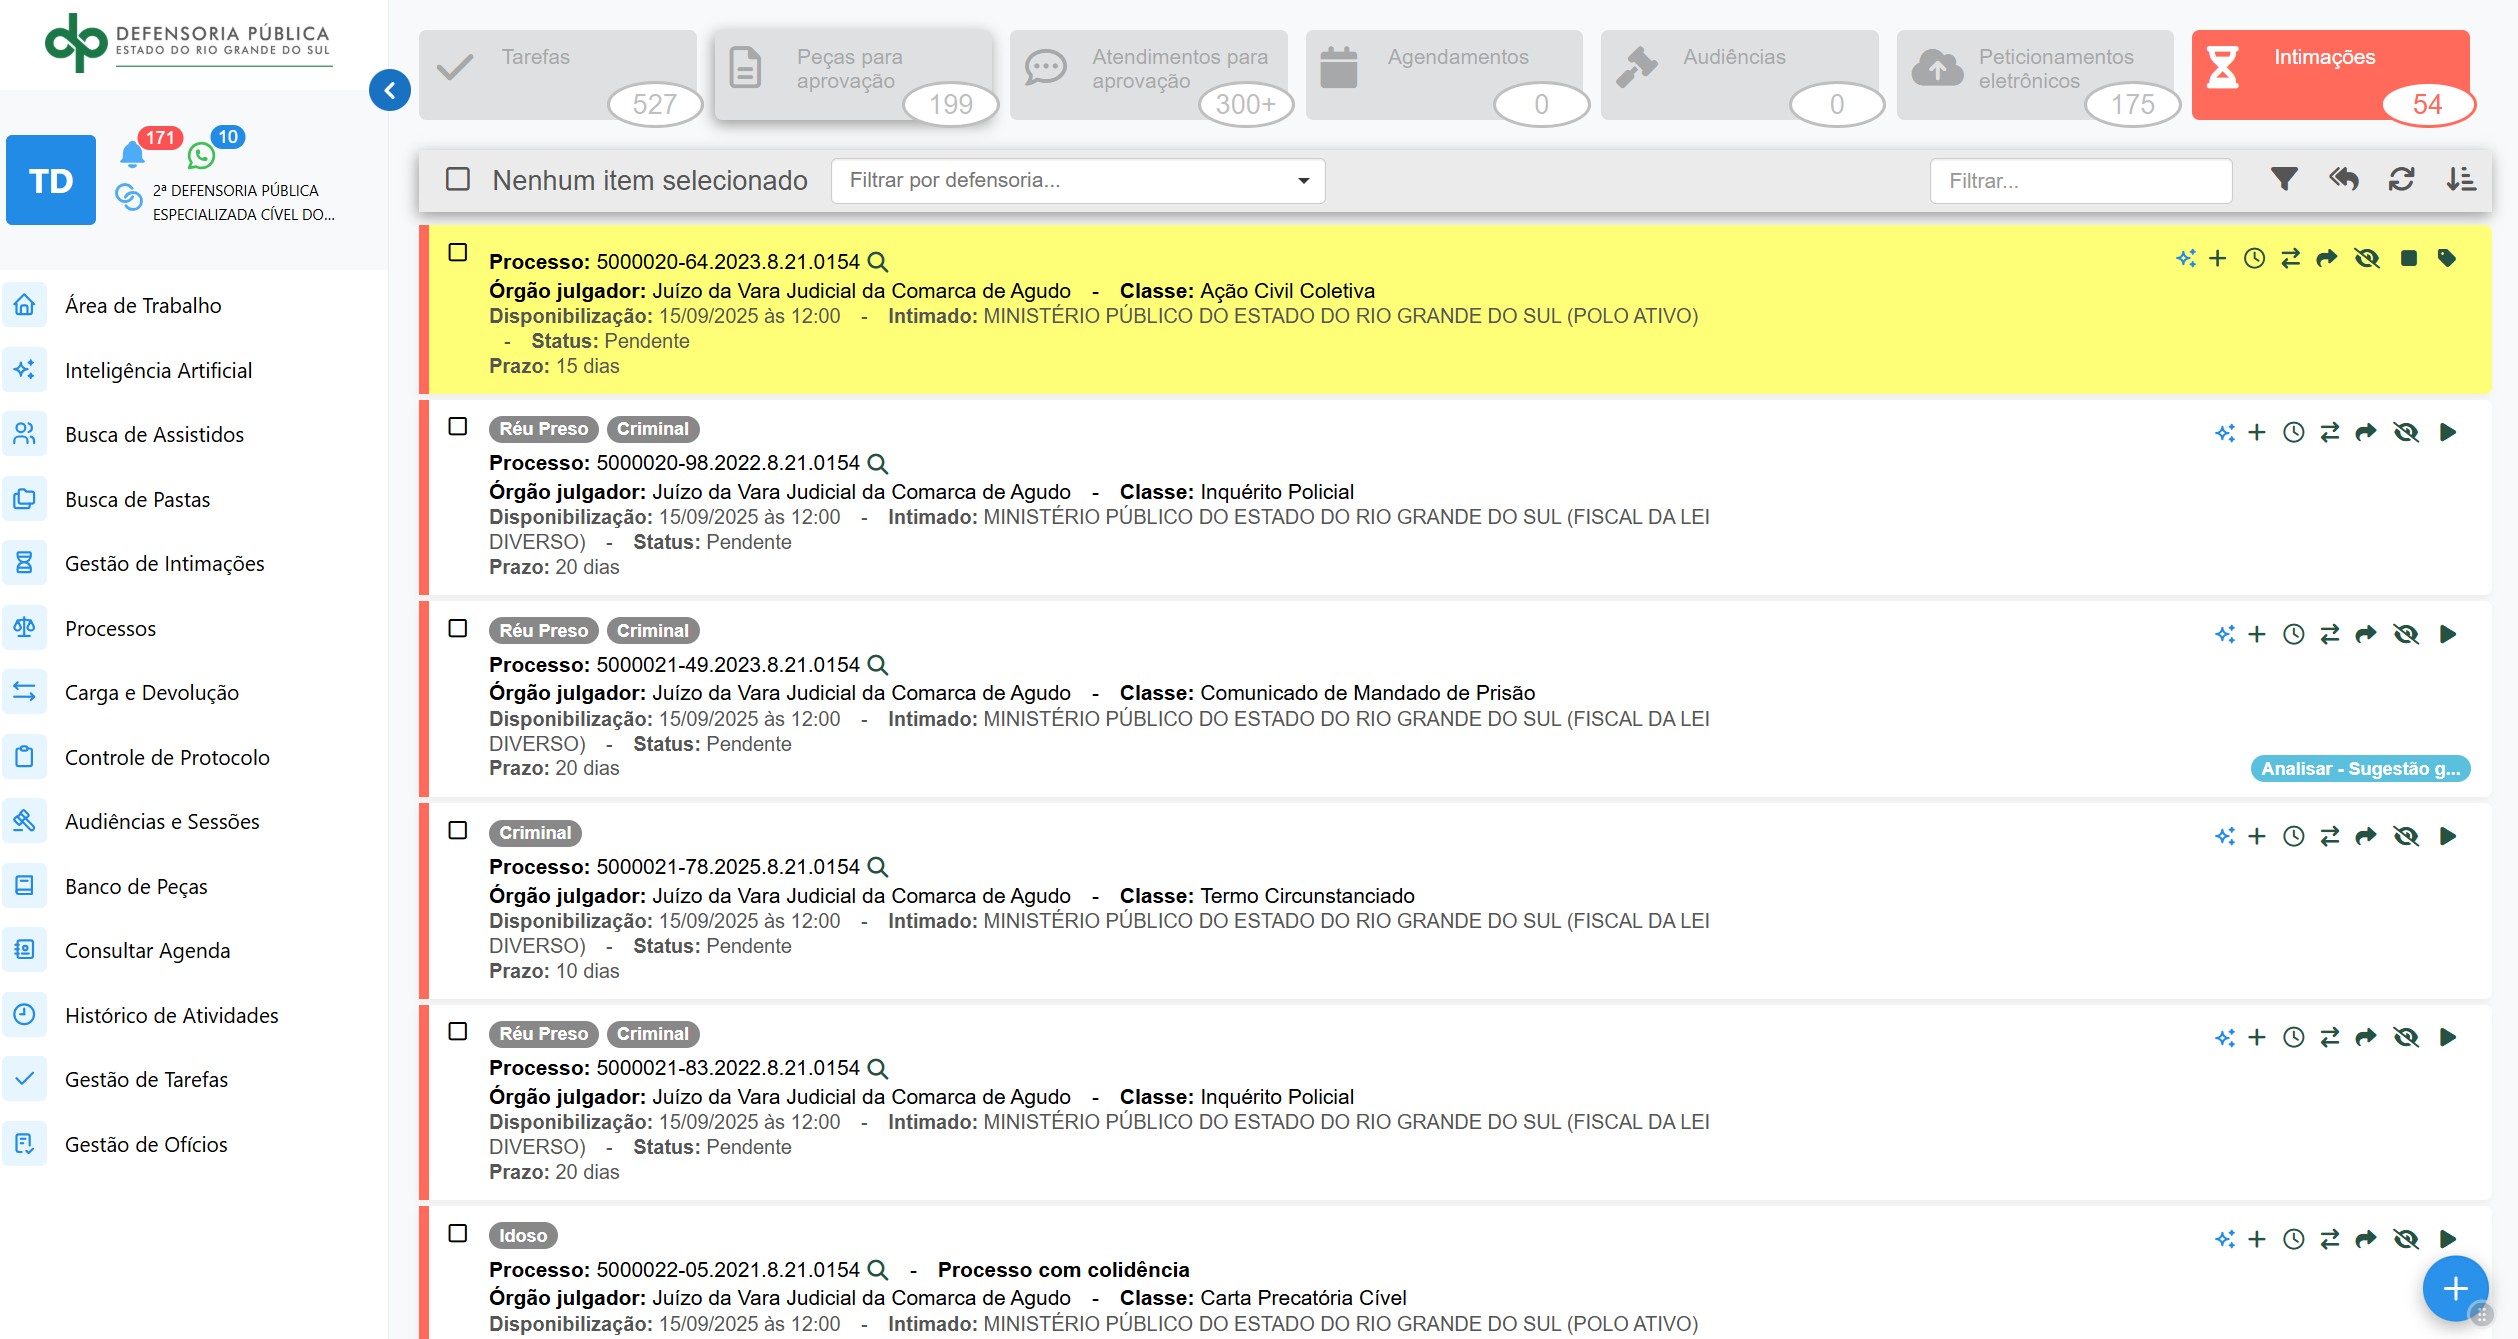 DEFENSORIA PÚBLICA
ESTADO DO RIO GRANDE DO SUL
TD
171
10
2ª DEFENSORIA PÚBLICA
ESPECIALIZADA CÍVEL DO...
Área de Trabalho
Inteligência Artificial
Busca de Assistidos
Busca de Pastas
Gestão de Intimações
Processos
Carga e Devolução
Controle de Protocolo
Audiências e Sessões
Banco de Peças
Consultar Agenda
Histórico de Atividades
Gestão de Tarefas
Gestão de Ofícios
Tarefas
527
Peças para
aprovação
199
Atendimentos para
aprovação
300+
Agendamentos
0
Audiências
0
Peticionamentos
eletrônicos
175
Intimações
54
Nenhum item selecionado
Filtrar por defensoria...
Filtrar...
Processo: 5000020-64.2023.8.21.0154
Órgão julgador: Juízo da Vara Judicial da Comarca de Agudo - Classe: Ação Civil Coletiva
Disponibilização: 15/09/2025 às 12:00 - Intimado: MINISTÉRIO PÚBLICO DO ESTADO DO RIO GRANDE DO SUL (POLO ATIVO)
- Status: Pendente
Prazo: 15 dias
Réu Preso Criminal
Processo: 5000020-98.2022.8.21.0154
Órgão julgador: Juízo da Vara Judicial da Comarca de Agudo - Classe: Inquérito Policial
Disponibilização: 15/09/2025 às 12:00 - Intimado: MINISTÉRIO PÚBLICO DO ESTADO DO RIO GRANDE DO SUL (FISCAL DA LEI
DIVERSO) - Status: Pendente
Prazo: 20 dias
Réu Preso Criminal
Processo: 5000021-49.2023.8.21.0154
Órgão julgador: Juízo da Vara Judicial da Comarca de Agudo - Classe: Comunicado de Mandado de Prisão
Disponibilização: 15/09/2025 às 12:00 - Intimado: MINISTÉRIO PÚBLICO DO ESTADO DO RIO GRANDE DO SUL (FISCAL DA LEI
DIVERSO) - Status: Pendente
Prazo: 20 dias
Analisar - Sugestão g...
Criminal
Processo: 5000021-78.2025.8.21.0154
Órgão julgador: Juízo da Vara Judicial da Comarca de Agudo - Classe: Termo Circunstanciado
Disponibilização: 15/09/2025 às 12:00 - Intimado: MINISTÉRIO PÚBLICO DO ESTADO DO RIO GRANDE DO SUL (FISCAL DA LEI
DIVERSO) - Status: Pendente
Prazo: 10 dias
Réu Preso Criminal
Processo: 5000021-83.2022.8.21.0154
Órgão julgador: Juízo da Vara Judicial da Comarca de Agudo - Classe: Inquérito Policial
Disponibilização: 15/09/2025 às 12:00 - Intimado: MINISTÉRIO PÚBLICO DO ESTADO DO RIO GRANDE DO SUL (FISCAL DA LEI
DIVERSO) - Status: Pendente
Prazo: 20 dias
Idoso
Processo: 5000022-05.2021.8.21.0154 - Processo com colidência
Órgão julgador: Juízo da Vara Judicial da Comarca de Agudo - Classe: Carta Precatória Cível
Disponibilização: 15/09/2025 às 12:00 - Intimado: MINISTÉRIO PÚBLICO DO ESTADO DO RIO GRANDE DO SUL (POLO ATIVO)